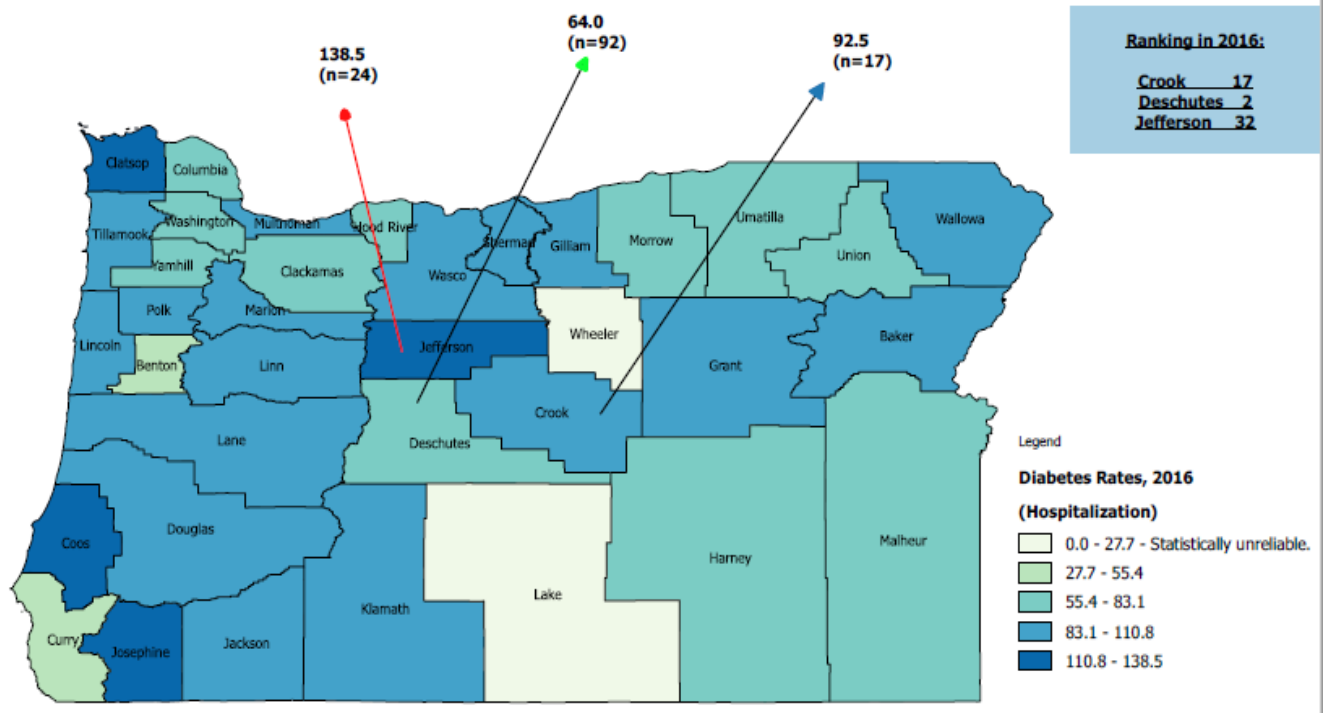 64.0
(n=92)
138.5
(n=24)
92.5
(n=17)
Ranking in 2016:
Crook 17
Deschutes 2
Jefferson 32
Clatsop
Columbia
Washington
Multnomah
Hood River
Tillamook
Yamhill
Clackamas
Wasco
Sherman
Gilliam
Morrow
Umatilla
Union
Wallowa
Polk
Marion
Lincoln
Benton
Linn
Jefferson
Wheeler
Grant
Baker
Crook
Deschutes
Lane
Douglas
Coos
Curry
Josephine
Jackson
Klamath
Lake
Harney
Malheur
Legend
Diabetes Rates, 2016
(Hospitalization)
0.0 - 27.7 - Statistically unreliable.
27.7 - 55.4
55.4 - 83.1
83.1 - 110.8
110.8 - 138.5